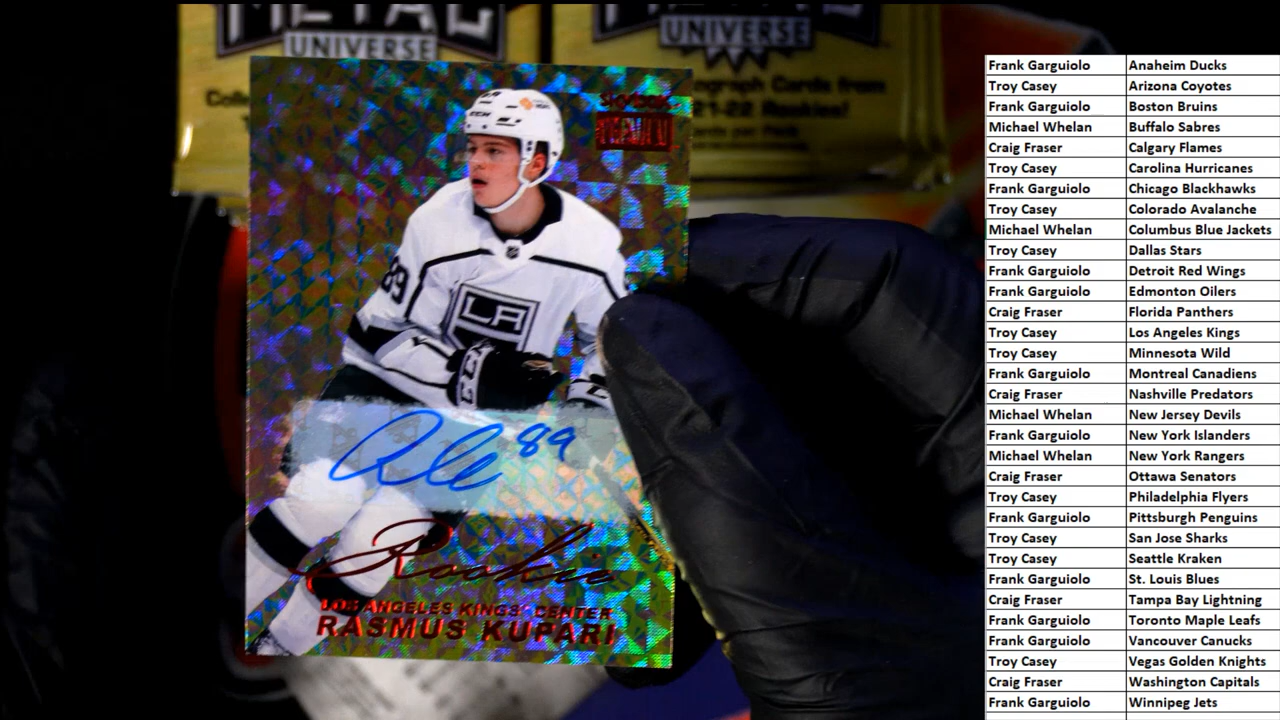 METAL
UNIVERSE
UNIVERSE
ograph Cards from
SKYBOX
PREMIUM
89
LA
89
Rookie
LOS ANGELES KINGS' CENTER
RASMUS KUPARI
Frank Garguiolo Anaheim Ducks
Troy Casey Arizona Coyotes
Frank Garguiolo Boston Bruins
Michael Whelan Buffalo Sabres
Craig Fraser Calgary Flames
Troy Casey Carolina Hurricanes
Frank Garguiolo Chicago Blackhawks
Troy Casey Colorado Avalanche
Michael Whelan Columbus Blue Jackets
Troy Casey Dallas Stars
Frank Garguiolo Detroit Red Wings
Frank Garguiolo Edmonton Oilers
Craig Fraser Florida Panthers
Troy Casey Los Angeles Kings
Troy Casey Minnesota Wild
Frank Garguiolo Montreal Canadiens
Craig Fraser Nashville Predators
Michael Whelan New Jersey Devils
Frank Garguiolo New York Islanders
Michael Whelan New York Rangers
Craig Fraser Ottawa Senators
Troy Casey Philadelphia Flyers
Frank Garguiolo Pittsburgh Penguins
Troy Casey San Jose Sharks
Troy Casey Seattle Kraken
Frank Garguiolo St. Louis Blues
Craig Fraser Tampa Bay Lightning
Frank Garguiolo Toronto Maple Leafs
Frank Garguiolo Vancouver Canucks
Troy Casey Vegas Golden Knights
Craig Fraser Washington Capitals
Frank Garguiolo Winnipeg Jets